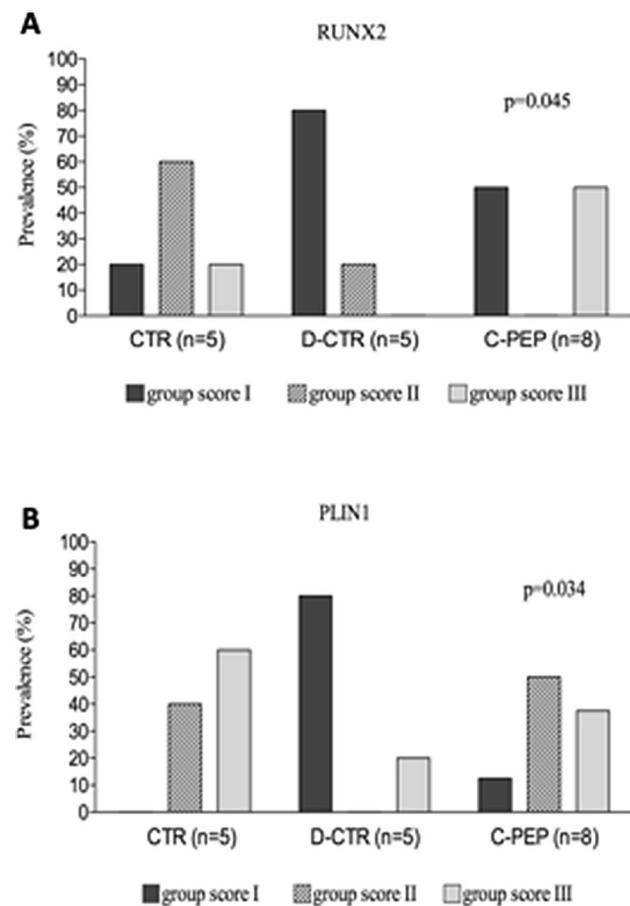 A
RUNX2
100
90
80
70
60
50
40
30
20
10
0
Prevalence (%)
p=0.045
CTR (n=5) D-CTR (n=5) C-PEP (n=8)
group score I group score II group score III
B
PLIN1
100
90
80
70
60
50
40
30
20
10
0
Prevalence (%)
p=0.034
CTR (n=5) D-CTR (n=5) C-PEP (n=8)
group score I group score II group score III